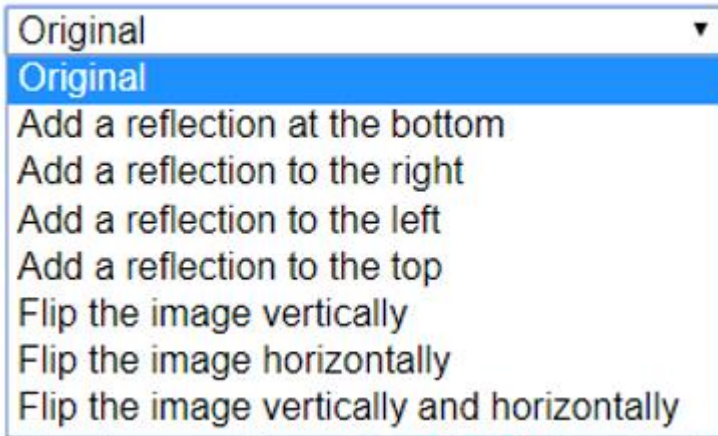 Original
Original
Add a reflection at the bottom
Add a reflection to the right
Add a reflection to the left
Add a reflection to the top
Flip the image vertically
Flip the image horizontally
Flip the image vertically and horizontally